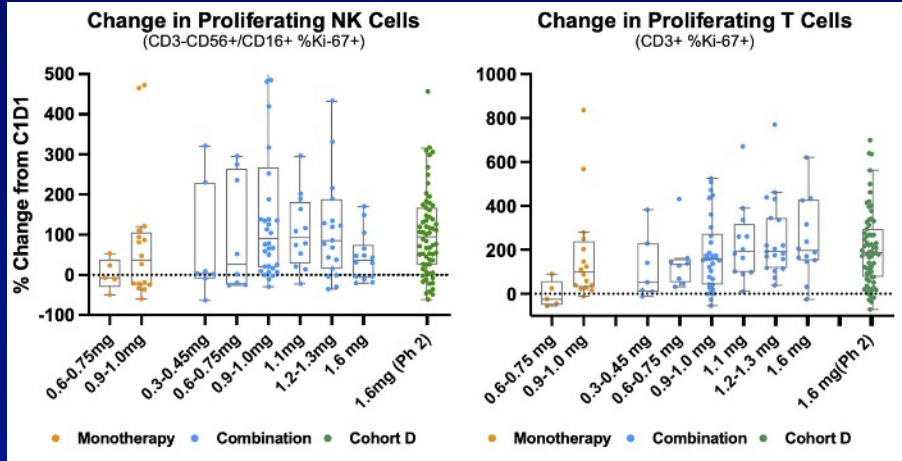 Change in Proliferating NK Cells
(CD3-CD56+/CD16+ %Ki-67+)
% Change from C1D1
500
400
300
200
100
0
-100
0.6-0.75mg
0.9-1.0mg
0.3-0.45mg
0.6-0.75mg
0.9-1.0mg
1.1mg
1.2-1.3mg
1.6 mg
1.6mg (Ph 2)
Monotherapy
Combination
Cohort D
Change in Proliferating T Cells
(CD3+ %Ki-67+)
1000
800
600
400
200
0
0.6-0.75 mg
0.9-1.0 mg
0.3-0.45 mg
0.6-0.75 mg
0.9-1.0 mg
1.1 mg
1.2-1.3 mg
1.6 mg
1.6 mg(Ph 2)
Monotherapy
Combination
Cohort D